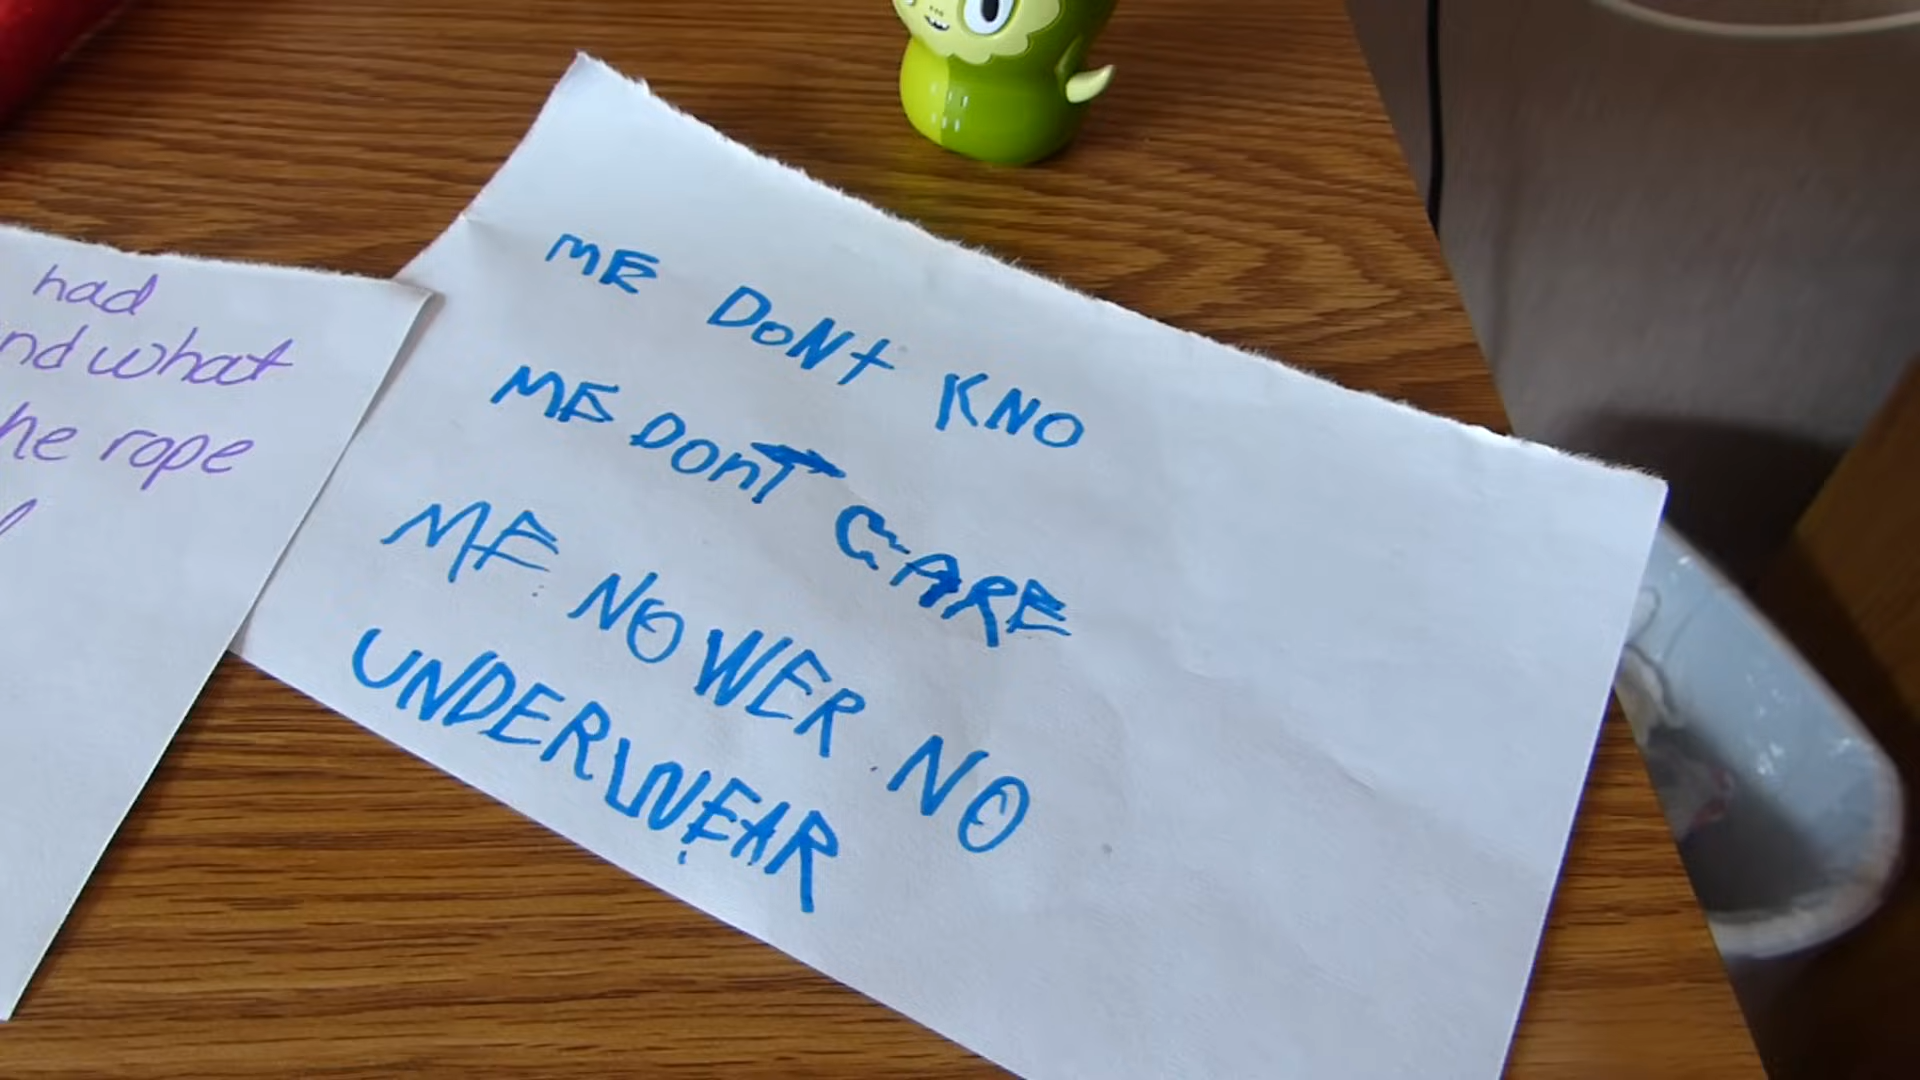 had
nd what
he rope
ME DONt KNO
ME DOnT CARE
ME NO WER NO
UNDERWEAR